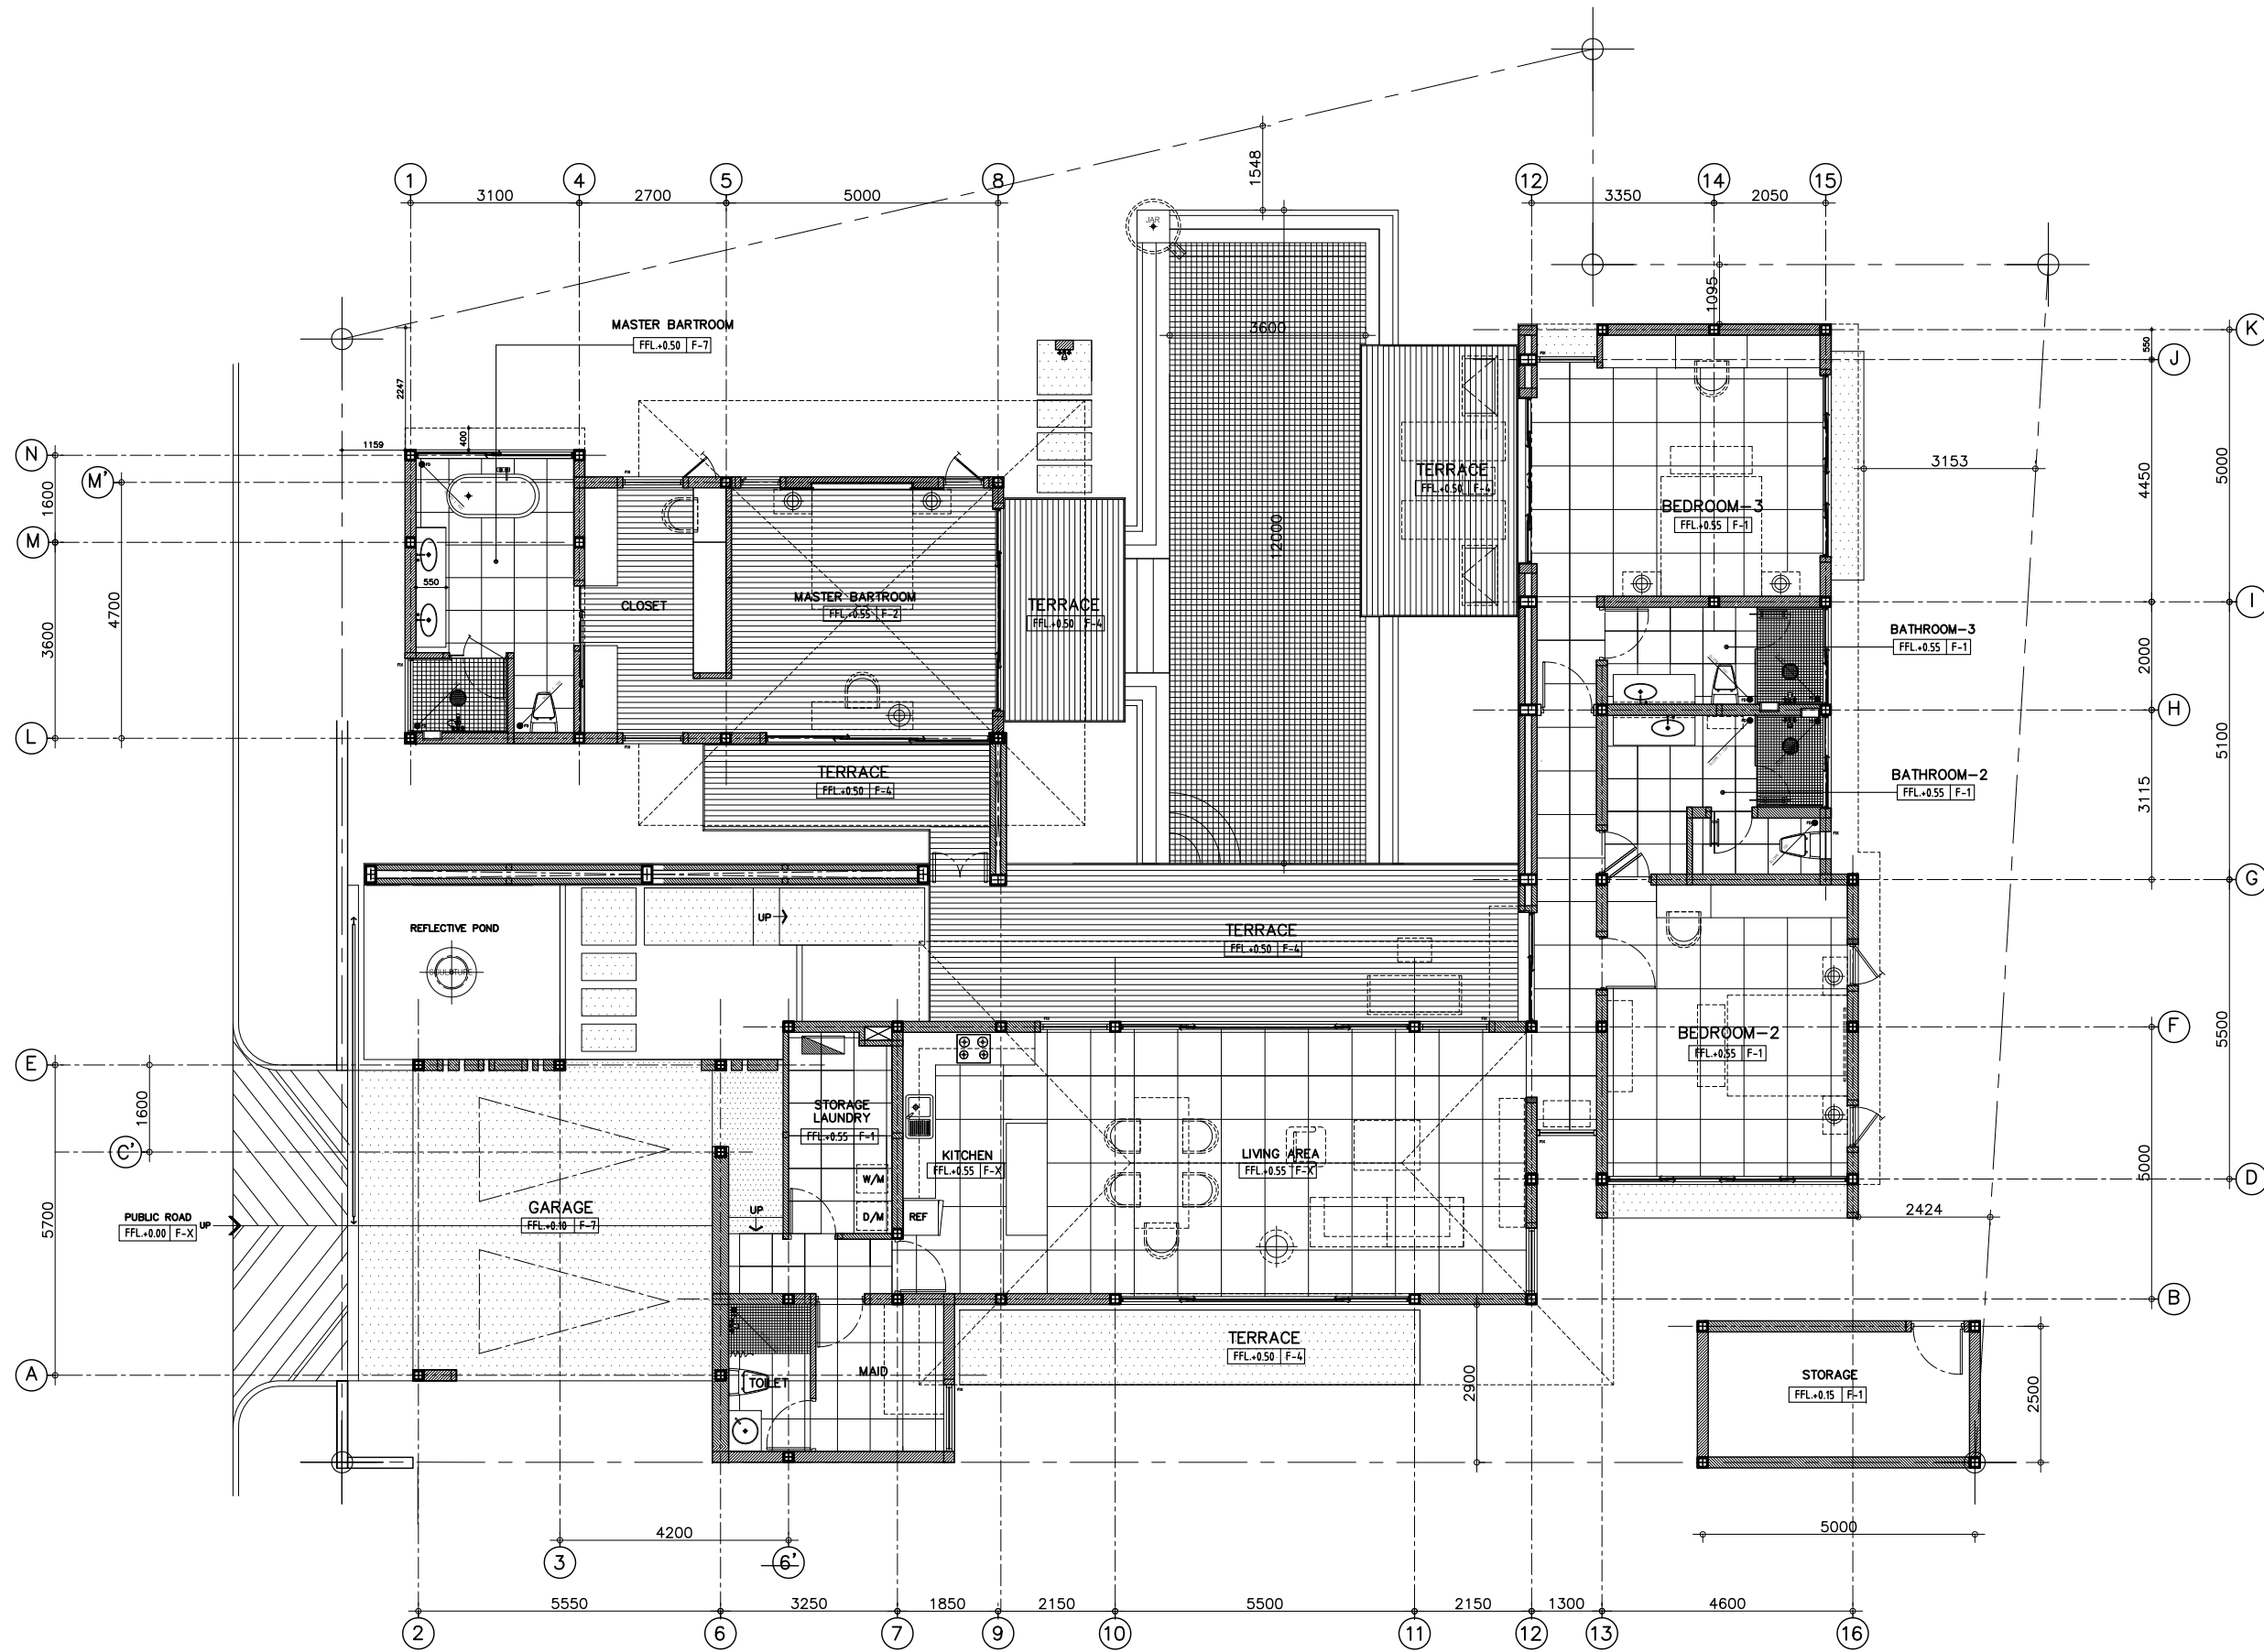 1548
1
4
5
8
12
14
15
3100
2700
5000
3350
2050
JAR
1095
K
J
550
MASTER BARTROOM
FFL.+0.50 F-7
3600
2247
400
1159
N
M'
1600
M
4700
3600
L
550
CLOSET
MASTER BARTROOM
FFL.+0.55 F-2
TERRACE
FFL.+0.50 F-4
12000
TERRACE
FFL.+0.50 F-4
3153
4450
5000
BEDROOM-3
FFL.+0.55 F-1
I
BATHROOM-3
FFL.+0.55 F-1
2000
H
5100
TERRACE
FFL.+0.50 F-4
BATHROOM-2
FFL.+0.55 F-1
3115
G
REFLECTIVE POND
UP
SCULPTURE
TERRACE
FFL.+0.50 F-4
BEDROOM-2
FFL.+0.55 F-1
F
5500
E
1600
C'
STORAGE
LAUNDRY
FFL.+0.55 F-1
KITCHEN
FFL.+0.55 F-X
LIVING AREA
FFL.+0.55 F-X
W/M
D/M
REF
D
5000
5700
PUBLIC ROAD
FFL.+0.00 F-X
UP
GARAGE
FFL.+0.10 F-7
UP
2424
B
A
TERRACE
FFL.+0.50 F-4
TOILET
MAID
2900
STORAGE
FFL.+0.15 F-1
2500
4200
3
6'
5000
5550
3250
1850
2150
5500
2150
1300
4600
2
6
7
9
10
11
12
13
16